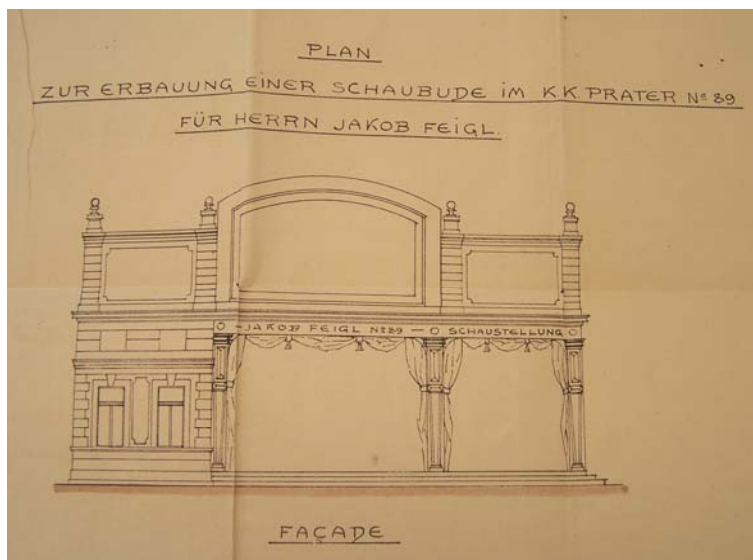 PLAN
ZUR ERBAUUNG EINER SCHAUBUDE IM K.K. PRATER No 89
FÜR HERRN JAKOB FEIGL.
JAKOB FEIGL No 89 — O SCHAUSTELLUNG O
FAÇADE